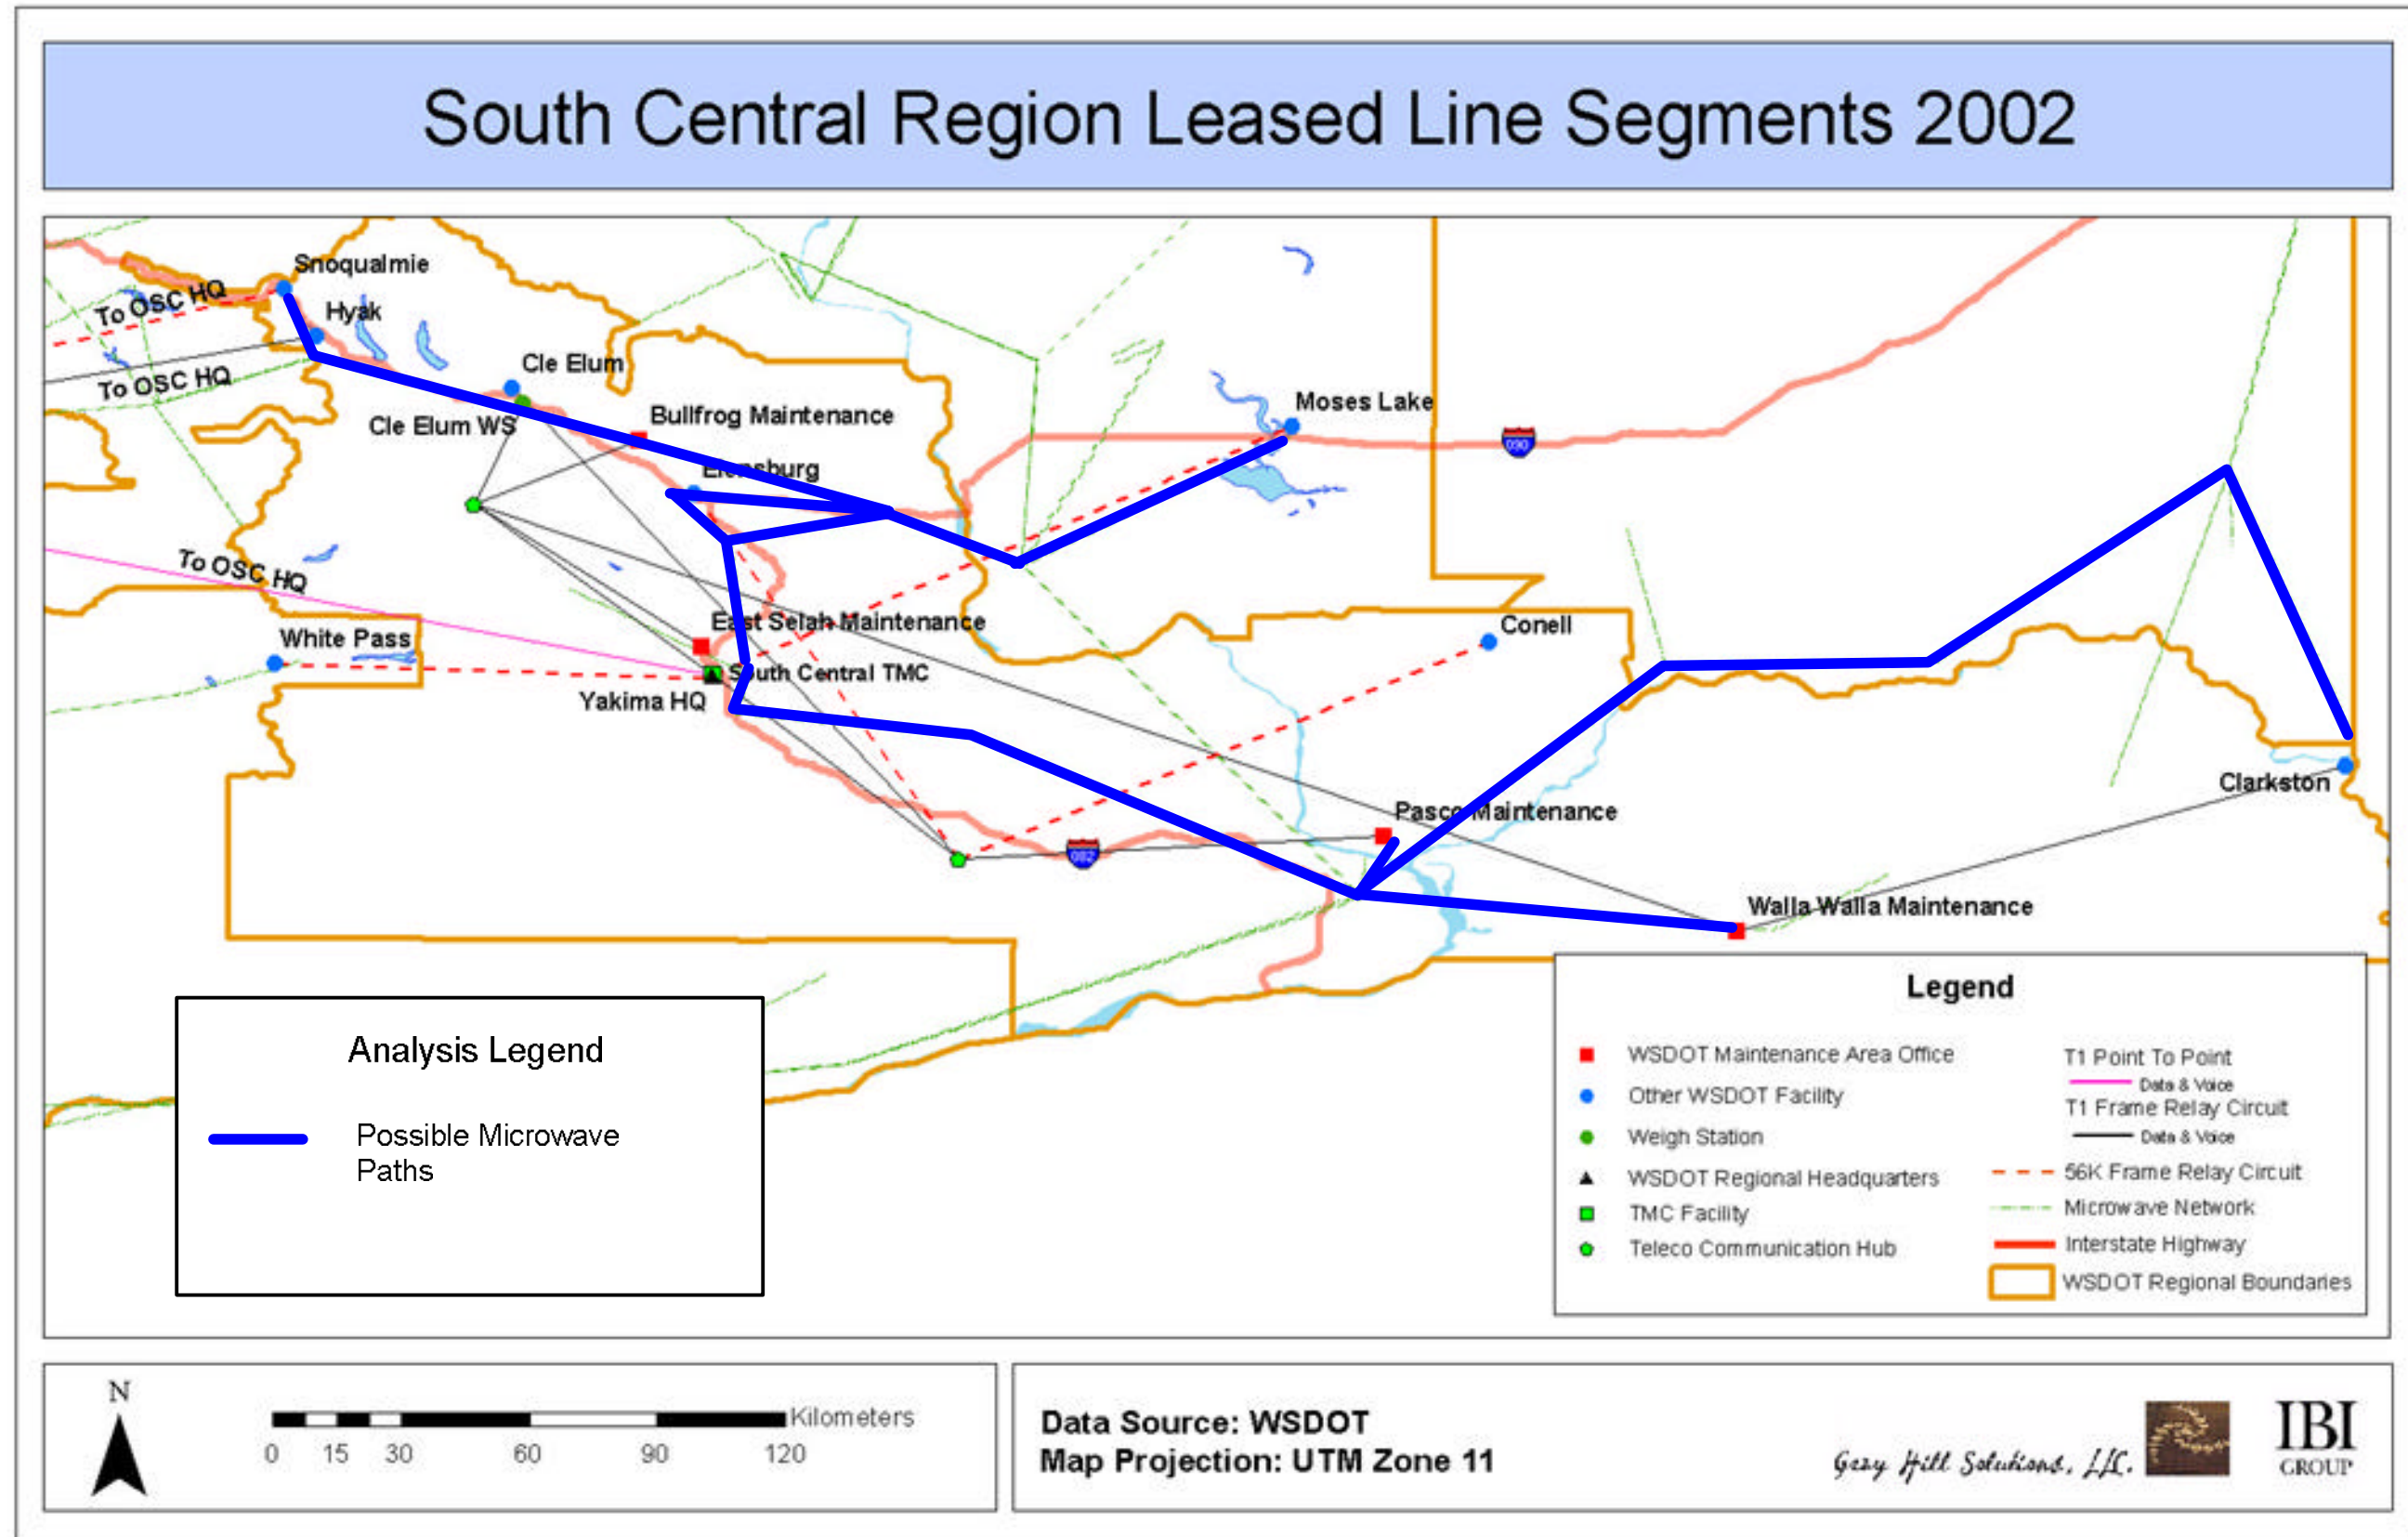 South Central Region Leased Line Segments 2002
Snoqualmie
To OSC HQ
Hyak
To OSC HQ
Cle Elum
Cle Elum WS
Bullfrog Maintenance
Moses Lake
090
Ellensburg
To OSC HQ
East Selah Maintenance
Conell
White Pass
South Central TMC
Yakima HQ
Clarkston
Pasco Maintenance
082
Walla Walla Maintenance
Analysis Legend
Possible Microwave
Paths
Legend
WSDOT Maintenance Area Office
Other WSDOT Facility
Weigh Station
WSDOT Regional Headquarters
TMC Facility
Teleco Communication Hub
T1 Point To Point
Data & Voice
T1 Frame Relay Circuit
Data & Voice
56K Frame Relay Circuit
Microwave Network
Interstate Highway
WSDOT Regional Boundaries
N
Kilometers
0 15 30 60 90 120
Data Source: WSDOT
Map Projection: UTM Zone 11
Gray Hill Solutions, LLC.
IBI
GROUP